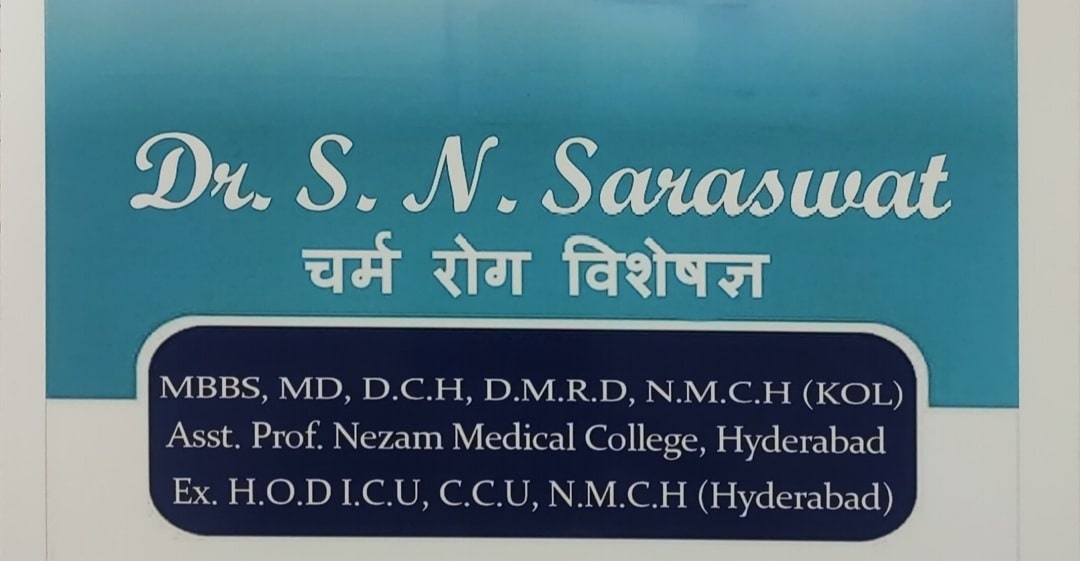 Dr. S. N. Saraswat
चर्म रोग विशेषज्ञ
MBBS, MD, D.C.H, D.M.R.D, N.M.C.H (KOL)
Asst. Prof. Nezam Medical College, Hyderabad
Ex. H.O.D I.C.U, C.C.U, N.M.C.H (Hyderabad)